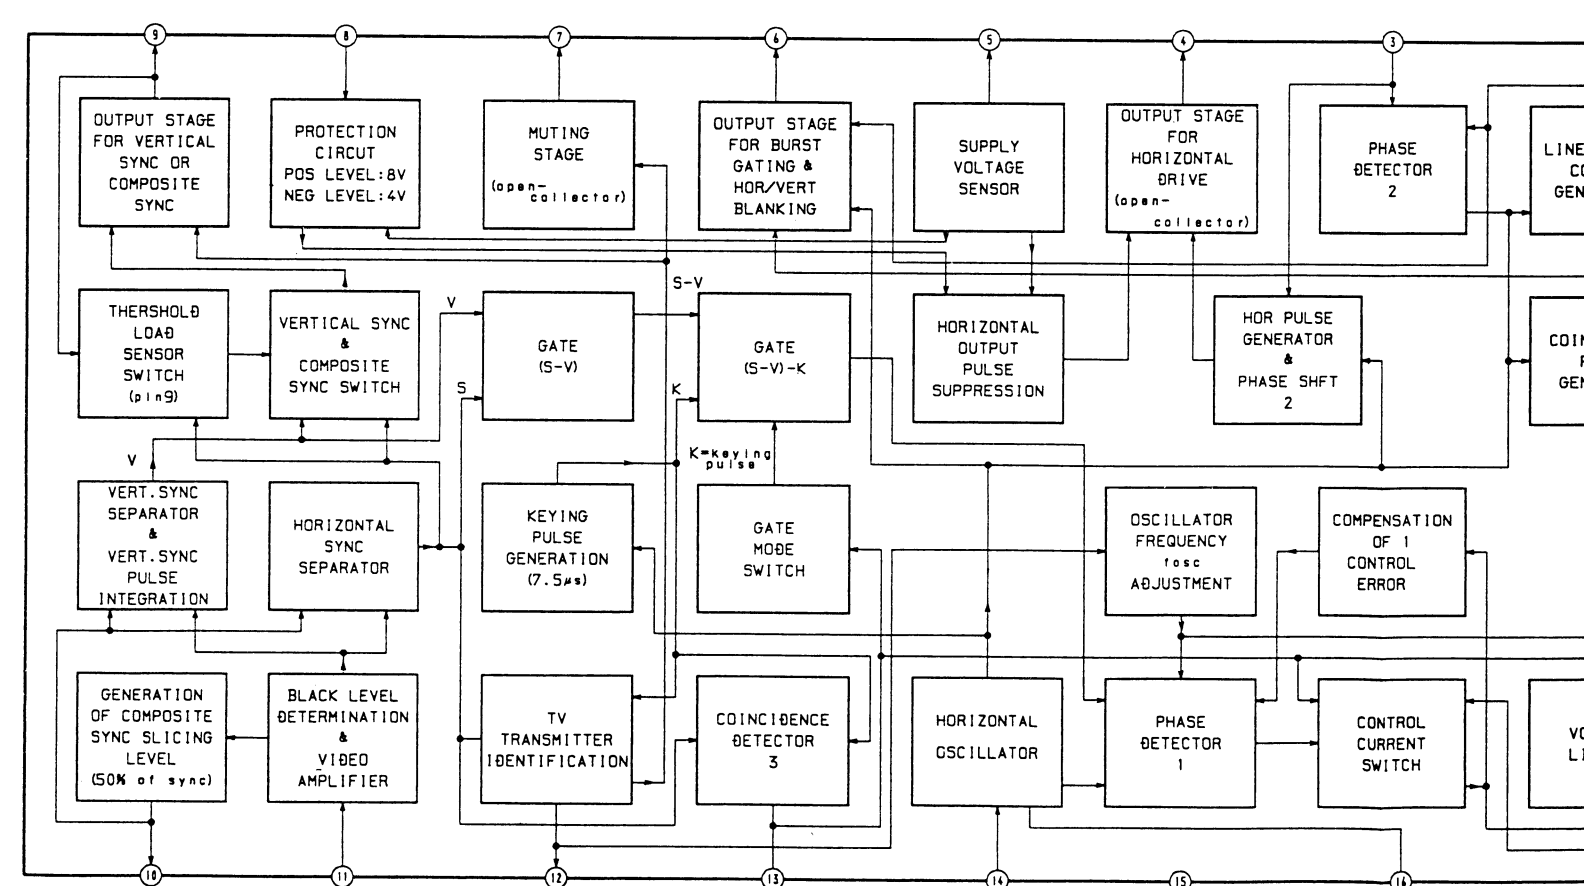 9
8
7
6
5
4
3
OUTPUT STAGE
FOR VERTICAL
SYNC OR
COMPOSITE
SYNC
PROTECTION
CIRCUT
POS LEVEL:8V
NEG LEVEL:4V
MUTING
STAGE
(open-
collector)
OUTPUT STAGE
FOR BURST
GATING &
HOR/VERT
BLANKING
SUPPLY
VOLTAGE
SENSOR
OUTPUT STAGE
FOR
HORIZONTAL
DRIVE
(open-
collector)
PHASE
DETECTOR
2
LINE
CO
GEN
THERSHOLD
LOAD
SENSOR
SWITCH
(pin9)
VERTICAL SYNC
&
COMPOSITE
SYNC SWITCH
V
S
GATE
(S-V)
S-V
K
GATE
(S-V)-K
HORIZONTAL
OUTPUT
PULSE
SUPPRESSION
HOR PULSE
GENERATOR
&
PHASE SHFT
2
COIN
GEN
V
VERT.SYNC
SEPARATOR
&
VERT.SYNC
PULSE
INTEGRATION
HORIZONTAL
SYNC
SEPARATOR
KEYING
PULSE
GENERATION
(7.5µs)
K=keying
pulse
GATE
MODE
SWITCH
OSCILLATOR
FREQUENCY
fosc
ADJUSTMENT
COMPENSATION
OF 1
CONTROL
ERROR
GENERATION
OF COMPOSITE
SYNC SLICING
LEVEL
(50% of sync)
BLACK LEVEL
DETERMINATION
&
VIDEO
AMPLIFIER
TV
TRANSMITTER
IDENTIFICATION
COINCIDENCE
DETECTOR
3
HORIZONTAL
OSCILLATOR
PHASE
DETECTOR
1
CONTROL
CURRENT
SWITCH
VO
LI
10
11
12
13
14
15
16